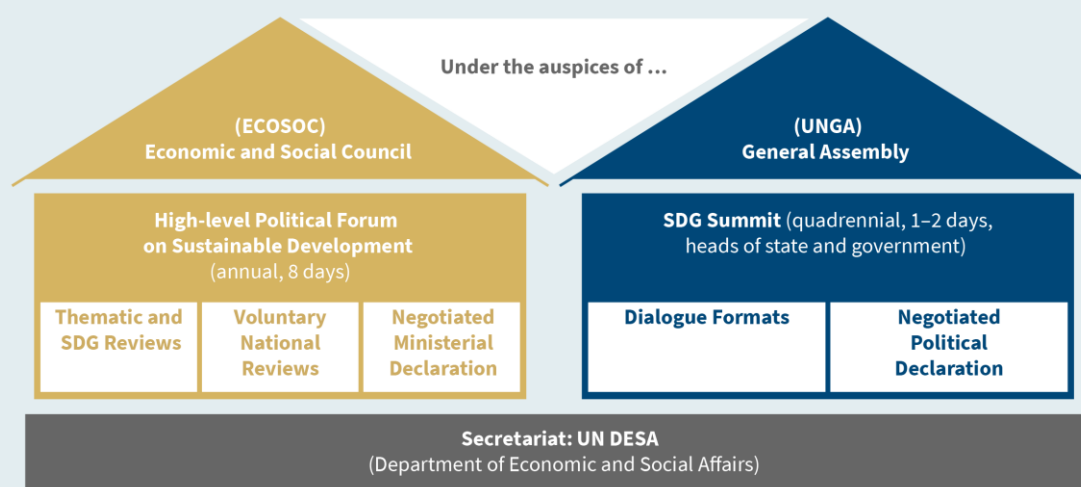 Under the auspices of ...
(ECOSOC)
Economic and Social Council
(UNGA)
General Assembly
High-level Political Forum
on Sustainable Development
(annual, 8 days)
Thematic and
SDG Reviews
Voluntary
National
Reviews
Negotiated
Ministerial
Declaration
SDG Summit (quadrennial, 1–2 days,
heads of state and government)
Dialogue Formats
Negotiated
Political
Declaration
Secretariat: UN DESA
(Department of Economic and Social Affairs)